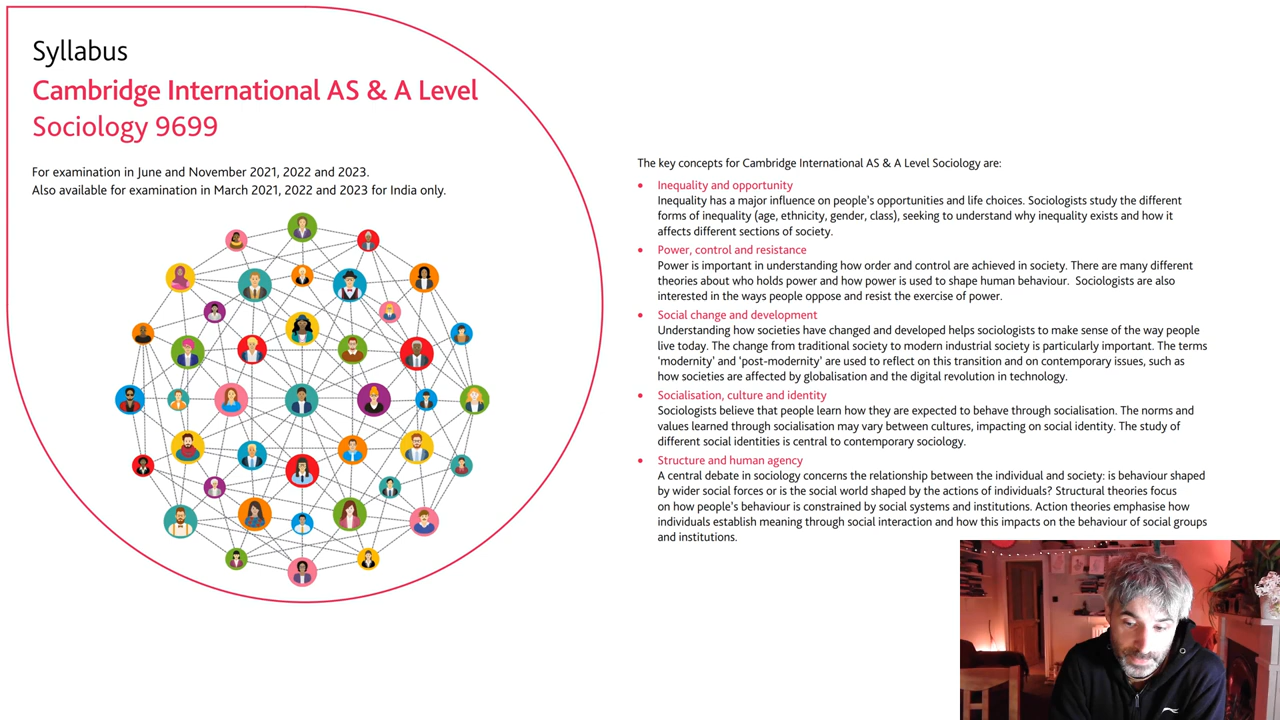 Syllabus
Cambridge International AS & A Level
Sociology 9699
For examination in June and November 2021, 2022 and 2023.
Also available for examination in March 2021, 2022 and 2023 for India only.
The key concepts for Cambridge International AS & A Level Sociology are:
• Inequality and opportunity
Inequality has a major influence on people's opportunities and life choices. Sociologists study the different
forms of inequality (age, ethnicity, gender, class), seeking to understand why inequality exists and how it
affects different sections of society.
• Power, control and resistance
Power is important in understanding how order and control are achieved in society. There are many different
theories about who holds power and how power is used to shape human behaviour. Sociologists are also
interested in the ways people oppose and resist the exercise of power.
• Social change and development
Understanding how societies have changed and developed helps sociologists to make sense of the way people
live today. The change from traditional society to modern industrial society is particularly important. The terms
'modernity' and 'post-modernity' are used to reflect on this transition and on contemporary issues, such as
how societies are affected by globalisation and the digital revolution in technology.
• Socialisation, culture and identity
Sociologists believe that people learn how they are expected to behave through socialisation. The norms and
values learned through socialisation may vary between cultures, impacting on social identity. The study of
different social identities is central to contemporary sociology.
• Structure and human agency
A central debate in sociology concerns the relationship between the individual and society: is behaviour shaped
by wider social forces or is the social world shaped by the actions of individuals? Structural theories focus
on how people's behaviour is constrained by social systems and institutions. Action theories emphasise how
individuals establish meaning through social interaction and how this impacts on the behaviour of social groups
and institutions.